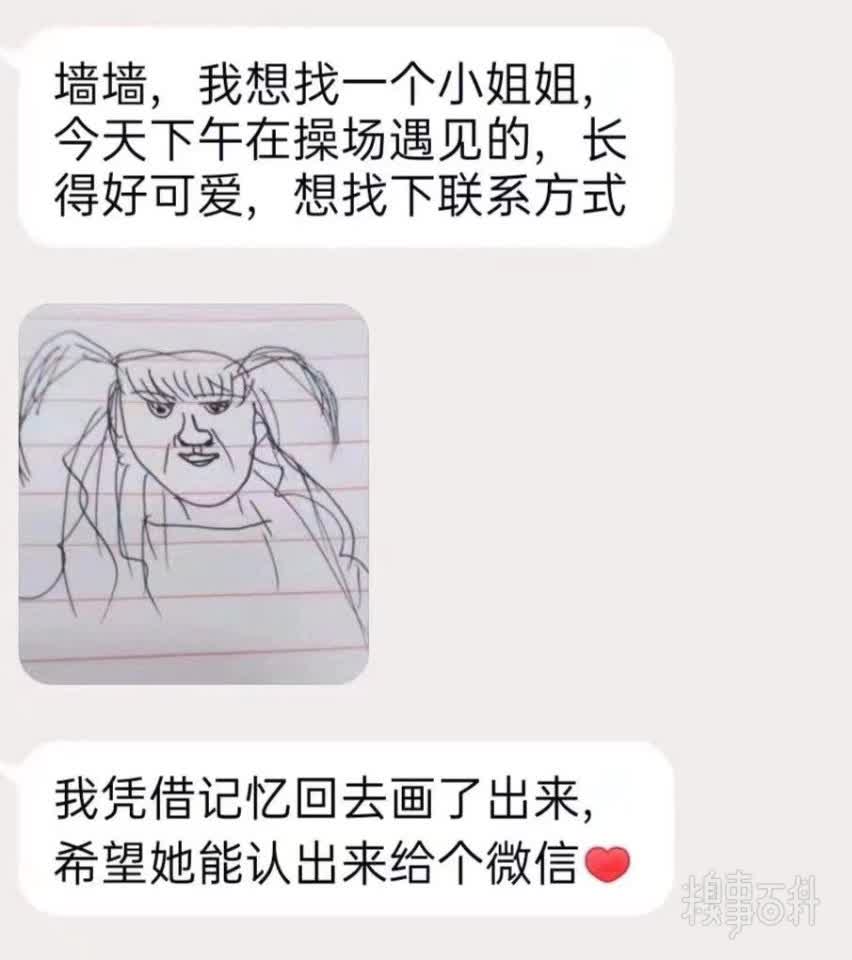 墙墙，我想找一个小姐姐，
今天下午在操场遇见的，长
得好可爱，想找下联系方式
我凭借记忆回去画了出来，
希望她能认出来给个微信❤️
糗事百科